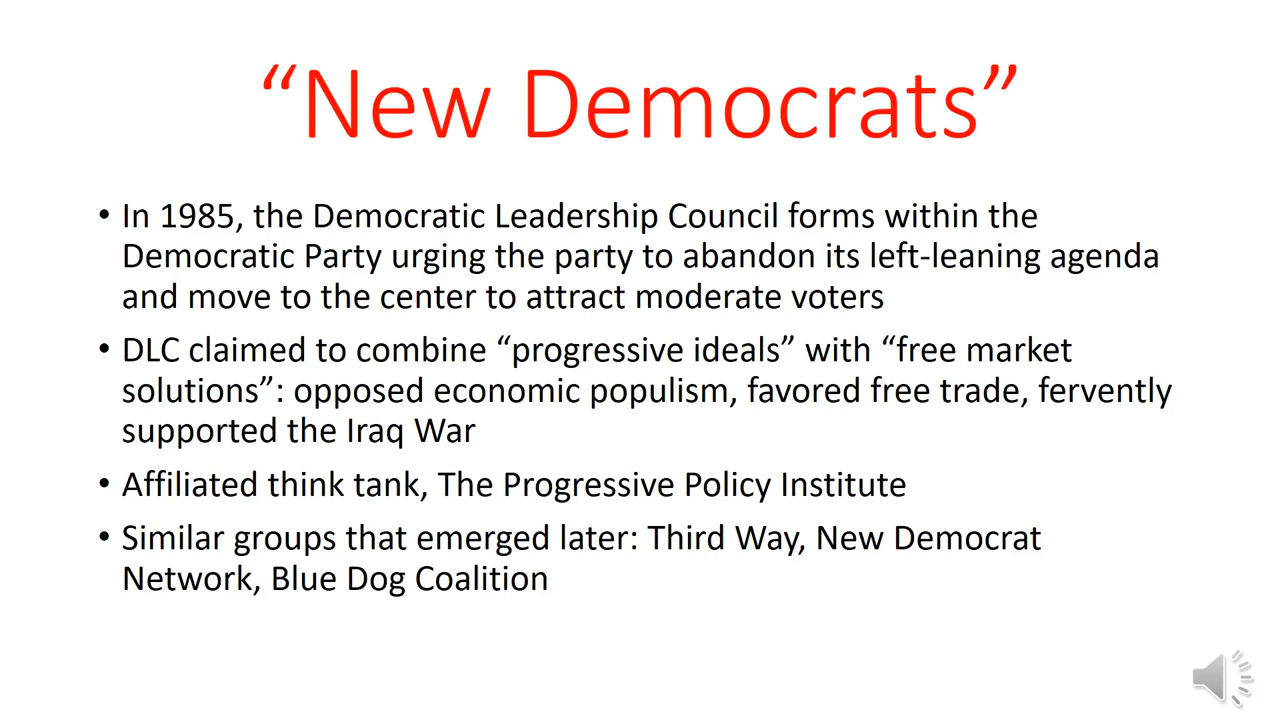 “New Democrats”
• In 1985, the Democratic Leadership Council forms within the
Democratic Party urging the party to abandon its left-leaning agenda
and move to the center to attract moderate voters
• DLC claimed to combine “progressive ideals” with “free market
solutions”: opposed economic populism, favored free trade, fervently
supported the Iraq War
• Affiliated think tank, The Progressive Policy Institute
• Similar groups that emerged later: Third Way, New Democrat
Network, Blue Dog Coalition